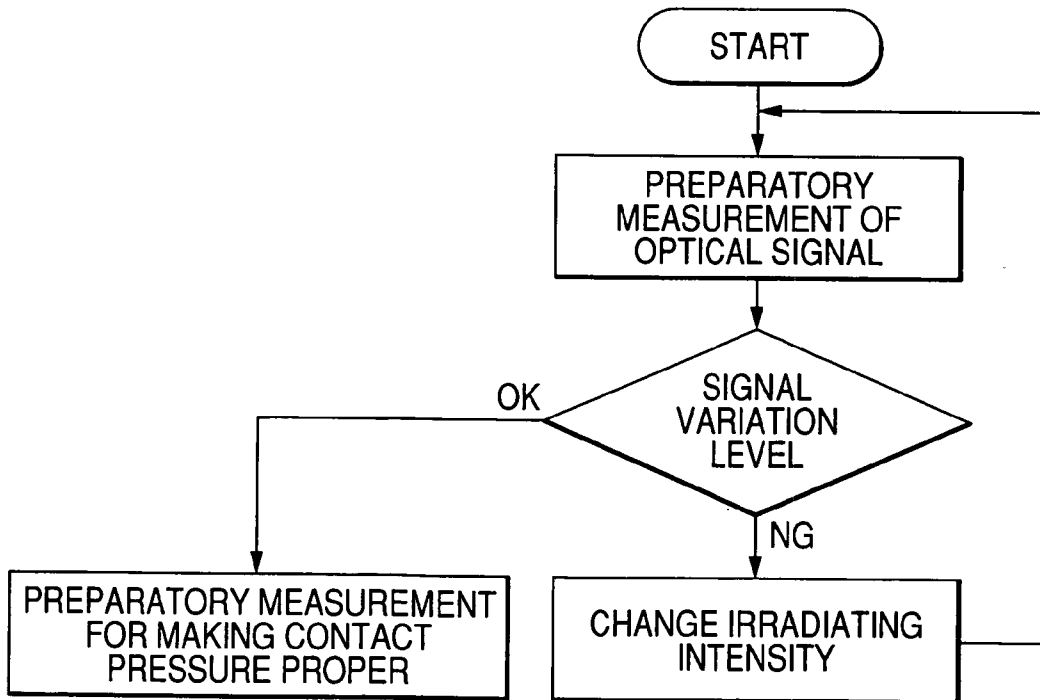 START
PREPARATORY
MEASUREMENT OF
OPTICAL SIGNAL
SIGNAL
VARIATION
LEVEL
OK
NG
PREPARATORY MEASUREMENT
FOR MAKING CONTACT
PRESSURE PROPER
CHANGE IRRADIATING
INTENSITY